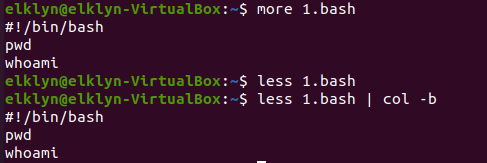 elklyn@elklyn-VirtualBox:~$ more 1.bash
#!/bin/bash
pwd
whoami
elklyn@elklyn-VirtualBox:~$ less 1.bash
elklyn@elklyn-VirtualBox:~$ less 1.bash | col -b
#!/bin/bash
pwd
whoami